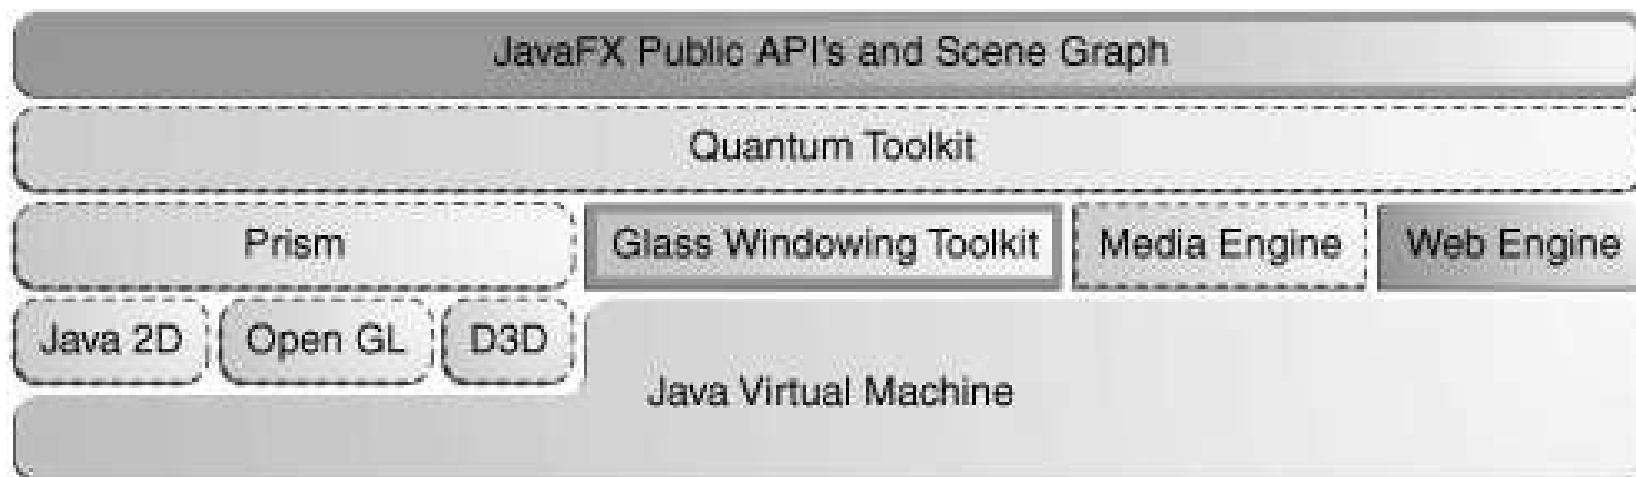 JavaFX Public API's and Scene Graph
Quantum Toolkit
Prism
Glass Windowing Toolkit
Media Engine
Web Engine
Java 2D
Open GL
D3D
Java Virtual Machine